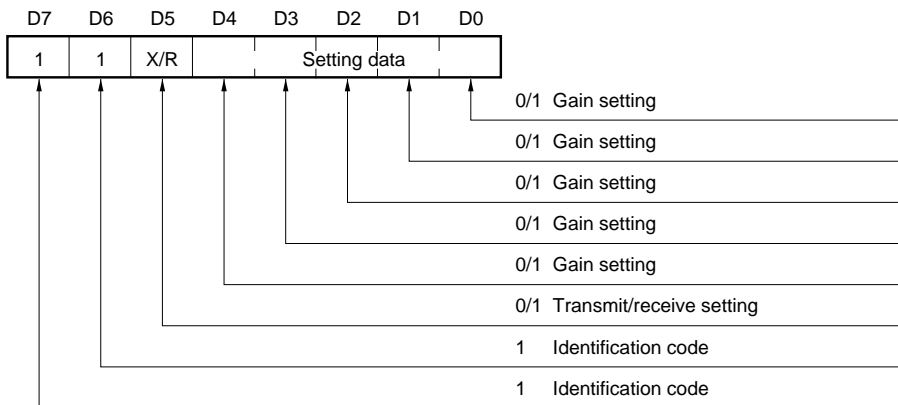 D7 D6 D5 D4 D3 D2 D1 D0
1 1 X/R Setting data
0/1 Gain setting
0/1 Gain setting
0/1 Gain setting
0/1 Gain setting
0/1 Gain setting
0/1 Transmit/receive setting
1 Identification code
1 Identification code